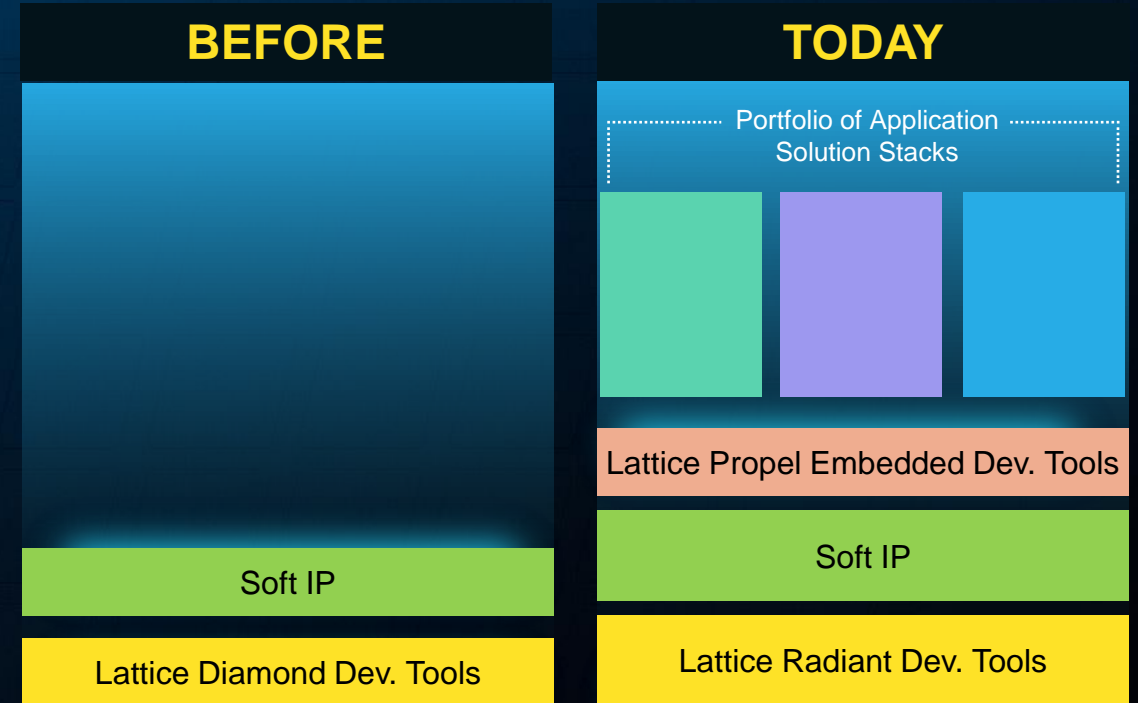 BEFORE
Soft IP
Lattice Diamond Dev. Tools
TODAY
Portfolio of Application
Solution Stacks
Lattice Propel Embedded Dev. Tools
Soft IP
Lattice Radiant Dev. Tools